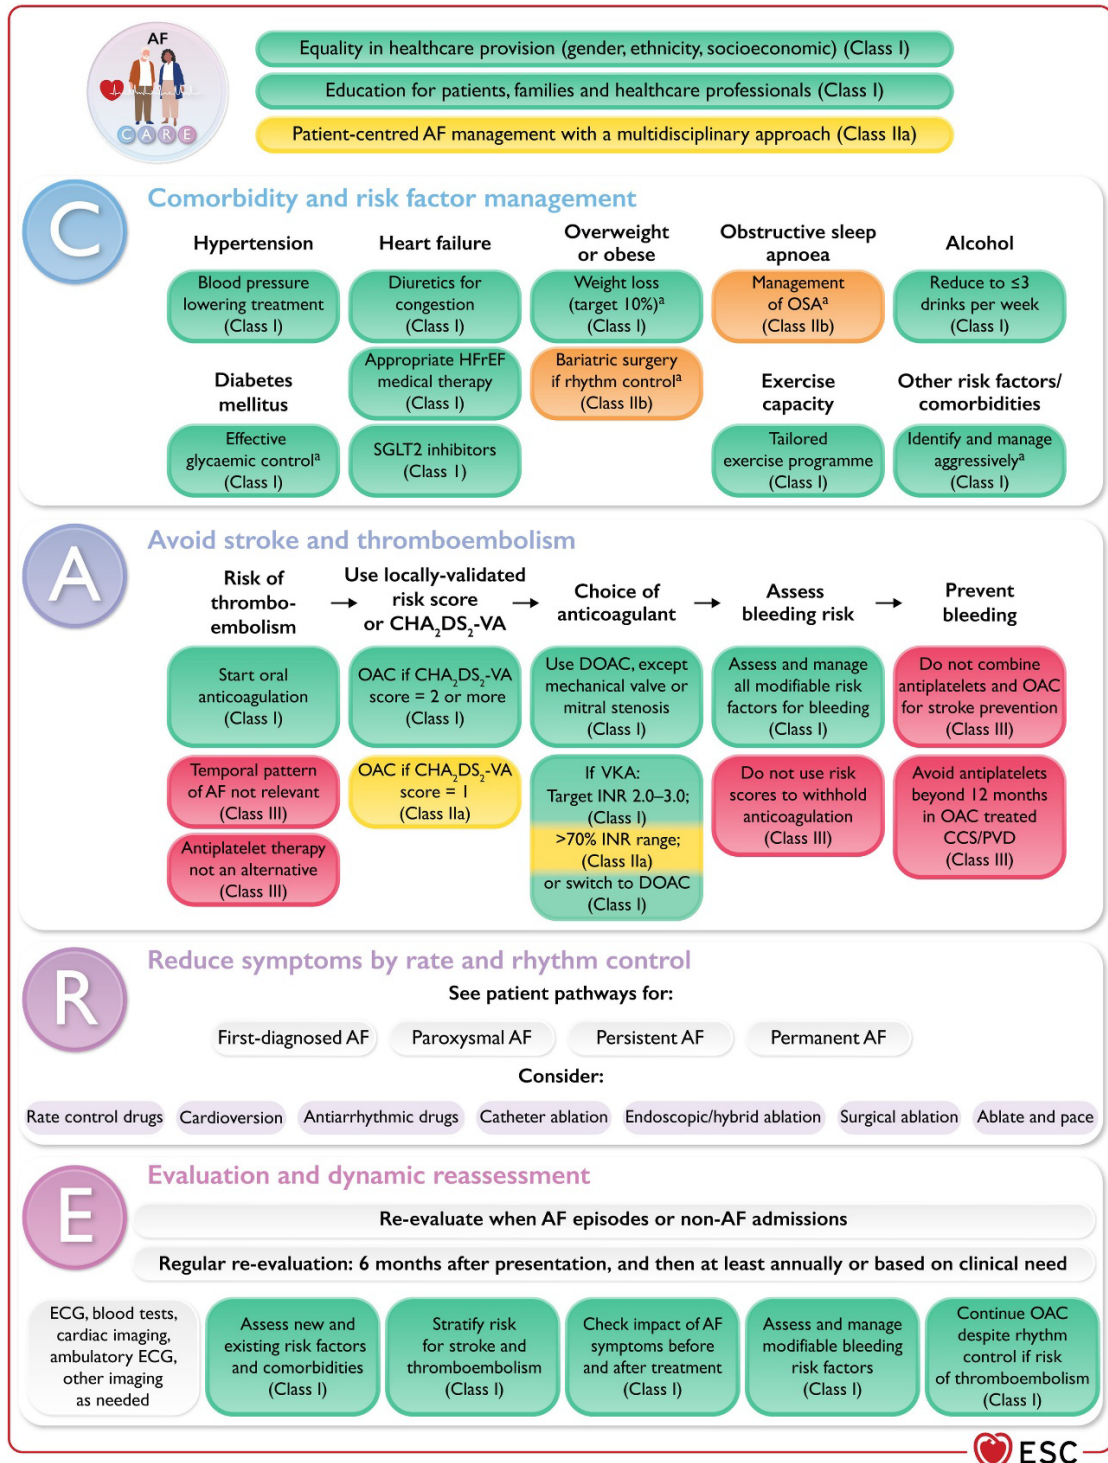 AF
CARE
Equality in healthcare provision (gender, ethnicity, socioeconomic) (Class I)
Education for patients, families and healthcare professionals (Class I)
Patient-centred AF management with a multidisciplinary approach (Class IIa)
C
Comorbidity and risk factor management
Hypertension
Blood pressure
lowering treatment
(Class I)
Diabetes
mellitus
Effective
glycaemic controlᵃ
(Class I)
Heart failure
Diuretics for
congestion
(Class I)
Appropriate HFrEF
medical therapy
(Class I)
SGLT2 inhibitors
(Class 1)
Overweight
or obese
Weight loss
(target 10%)ᵃ
(Class I)
Bariatric surgery
if rhythm controlᵃ
(Class IIb)
Obstructive sleep
apnoea
Management
of OSAᵃ
(Class IIb)
Exercise
capacity
Tailored
exercise programme
(Class I)
Alcohol
Reduce to ≤3
drinks per week
(Class I)
Other risk factors/
comorbidities
Identify and manage
aggressivelyᵃ
(Class I)
A
Avoid stroke and thromboembolism
Risk of
thrombo-
embolism
Start oral
anticoagulation
(Class I)
Temporal pattern
of AF not relevant
(Class III)
Antiplatelet therapy
not an alternative
(Class III)
Use locally-validated
risk score
or CHA₂DS₂-VA
OAC if CHA₂DS₂-VA
score = 2 or more
(Class I)
OAC if CHA₂DS₂-VA
score = 1
(Class IIa)
Choice of
anticoagulant
Use DOAC, except
mechanical valve or
mitral stenosis
(Class I)
If VKA:
Target INR 2.0–3.0;
(Class I)
>70% INR range;
(Class IIa)
or switch to DOAC
(Class I)
Assess
bleeding risk
Assess and manage
all modifiable risk
factors for bleeding
(Class I)
Do not use risk
scores to withhold
anticoagulation
(Class III)
Prevent
bleeding
Do not combine
antiplatelets and OAC
for stroke prevention
(Class III)
Avoid antiplatelets
beyond 12 months
in OAC treated
CCS/PVD
(Class III)
R
Reduce symptoms by rate and rhythm control
See patient pathways for:
First-diagnosed AF
Paroxysmal AF
Persistent AF
Permanent AF
Consider:
Rate control drugs
Cardioversion
Antiarrhythmic drugs
Catheter ablation
Endoscopic/hybrid ablation
Surgical ablation
Ablate and pace
E
Evaluation and dynamic reassessment
Re-evaluate when AF episodes or non-AF admissions
Regular re-evaluation: 6 months after presentation, and then at least annually or based on clinical need
ECG, blood tests,
cardiac imaging,
ambulatory ECG,
other imaging
as needed
Assess new and
existing risk factors
and comorbidities
(Class I)
Stratify risk
for stroke and
thromboembolism
(Class I)
Check impact of AF
symptoms before
and after treatment
(Class I)
Assess and manage
modifiable bleeding
risk factors
(Class I)
Continue OAC
despite rhythm
control if risk
of thromboembolism
(Class I)
ESC